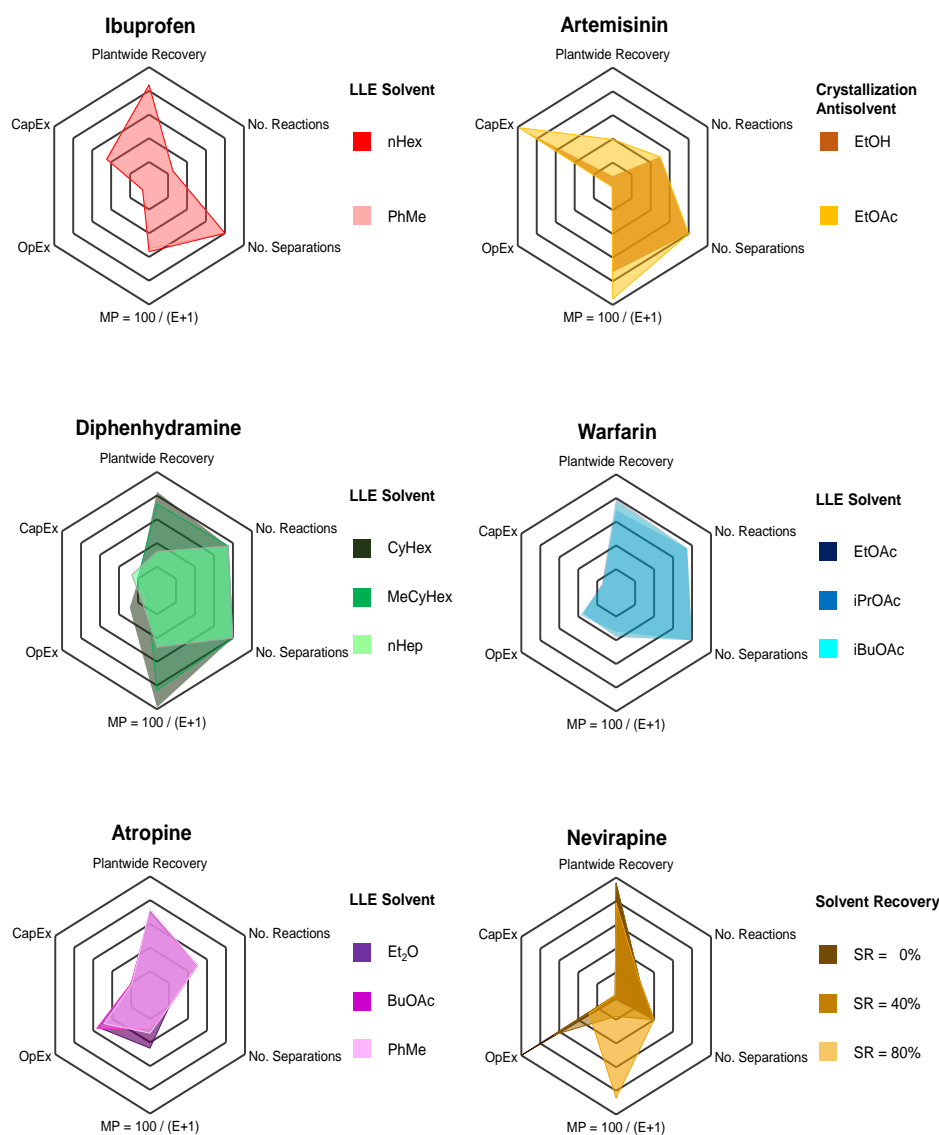 Ibuprofen
Plantwide Recovery
No. Reactions
No. Separations
MP = 100 / (E+1)
OpEx
CapEx
LLE Solvent
nHex
PhMe
Artemisinin
Plantwide Recovery
No. Reactions
No. Separations
MP = 100 / (E+1)
OpEx
CapEx
Crystallization
Antisolvent
EtOH
EtOAc
Diphenhydramine
Plantwide Recovery
No. Reactions
No. Separations
MP = 100 / (E+1)
OpEx
CapEx
LLE Solvent
CyHex
MeCyHex
nHep
Warfarin
Plantwide Recovery
No. Reactions
No. Separations
MP = 100 / (E+1)
OpEx
CapEx
LLE Solvent
EtOAc
iPrOAc
iBuOAc
Atropine
Plantwide Recovery
No. Reactions
No. Separations
MP = 100 / (E+1)
OpEx
CapEx
LLE Solvent
Et₂O
BuOAc
PhMe
Nevirapine
Plantwide Recovery
No. Reactions
No. Separations
MP = 100 / (E+1)
OpEx
CapEx
Solvent Recovery
SR = 0%
SR = 40%
SR = 80%